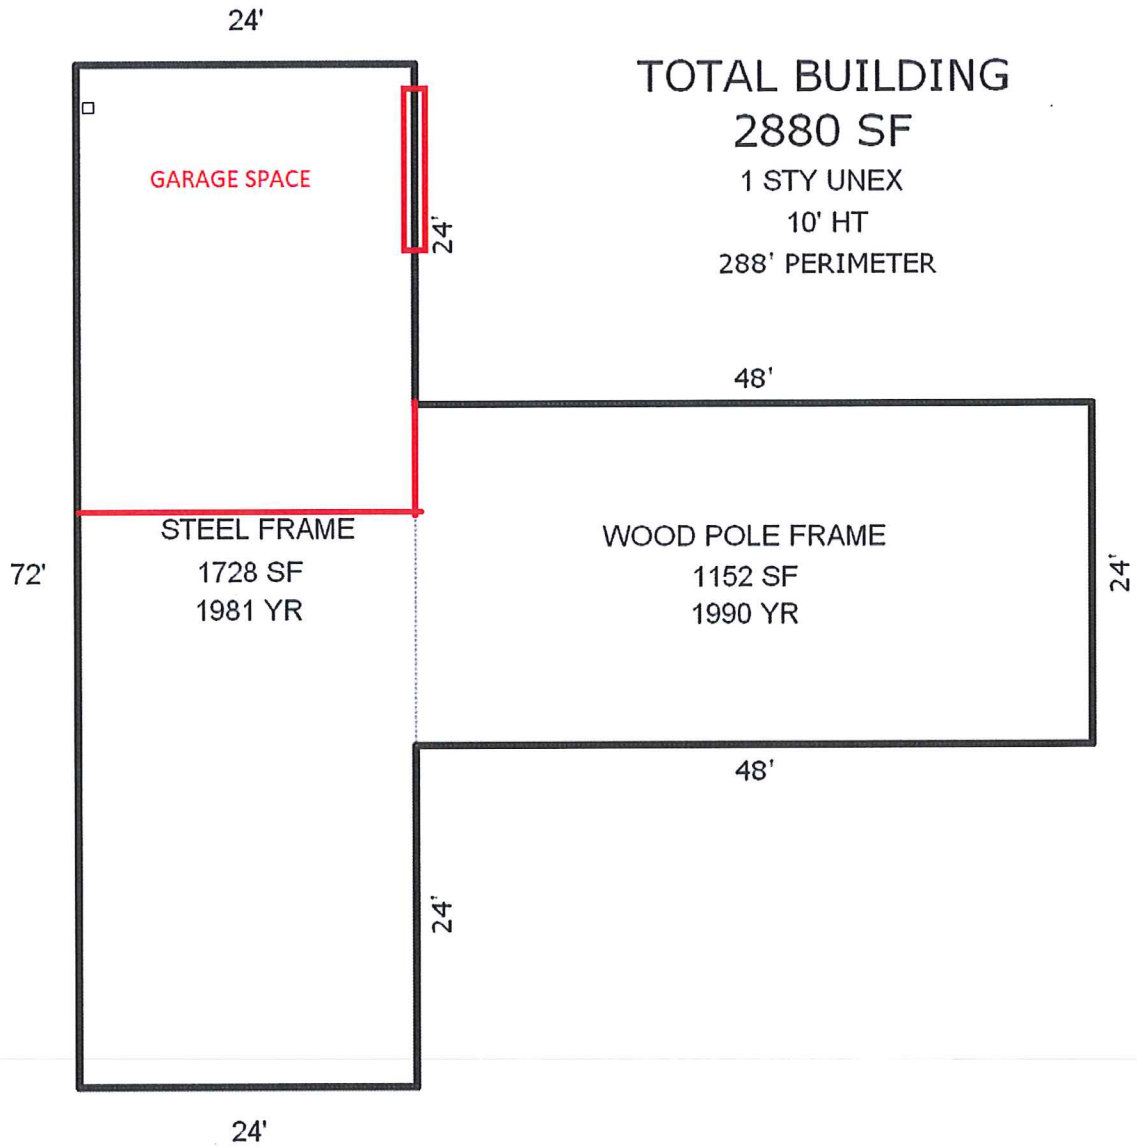 24'
TOTAL BUILDING
2880 SF
1 STY UNEX
10' HT
288' PERIMETER
GARAGE SPACE
24'
48'
STEEL FRAME
1728 SF
1981 YR
WOOD POLE FRAME
1152 SF
1990 YR
72'
24'
48'
24'
24'